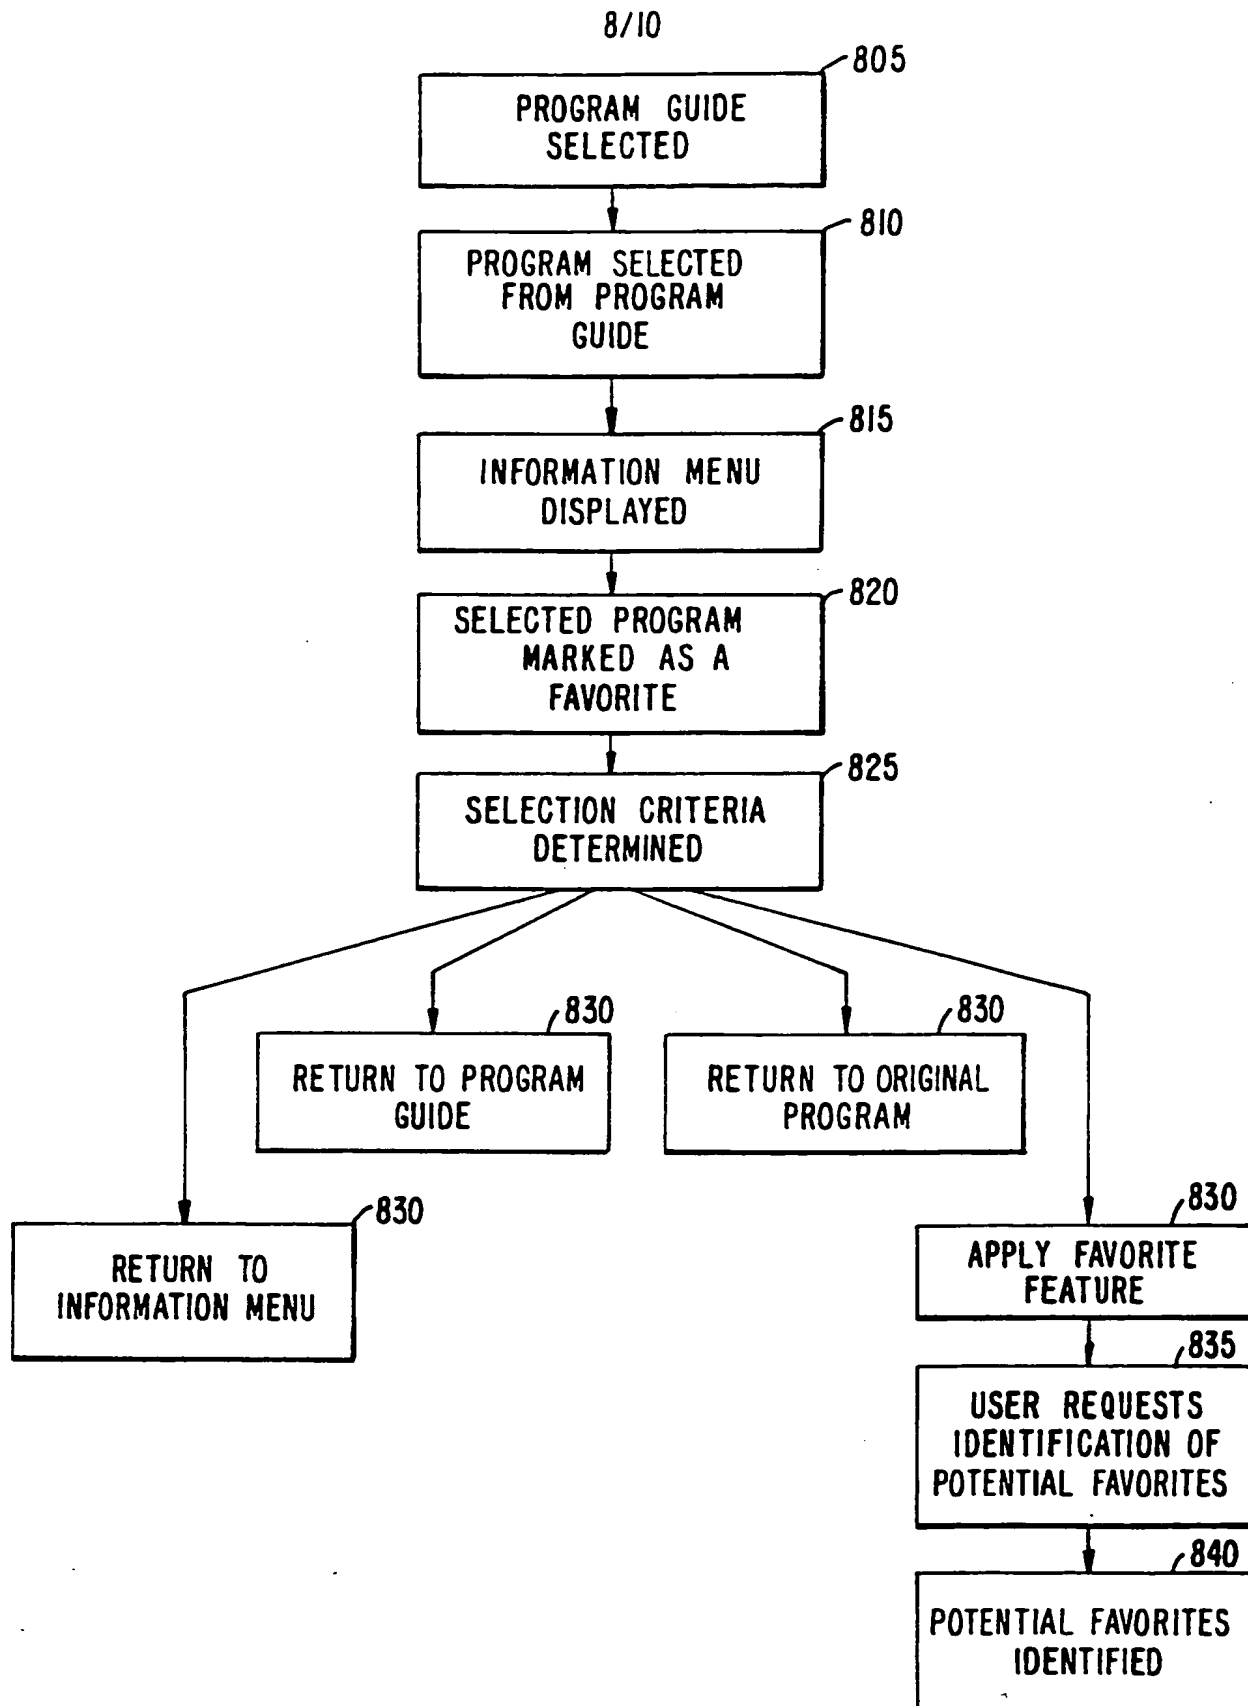 8/10
805
PROGRAM GUIDE
SELECTED
810
PROGRAM SELECTED
FROM PROGRAM
GUIDE
815
INFORMATION MENU
DISPLAYED
820
SELECTED PROGRAM
MARKED AS A
FAVORITE
825
SELECTION CRITERIA
DETERMINED
830
RETURN TO PROGRAM
GUIDE
830
RETURN TO ORIGINAL
PROGRAM
830
RETURN TO
INFORMATION MENU
830
APPLY FAVORITE
FEATURE
835
USER REQUESTS
IDENTIFICATION OF
POTENTIAL FAVORITES
840
POTENTIAL FAVORITES
IDENTIFIED